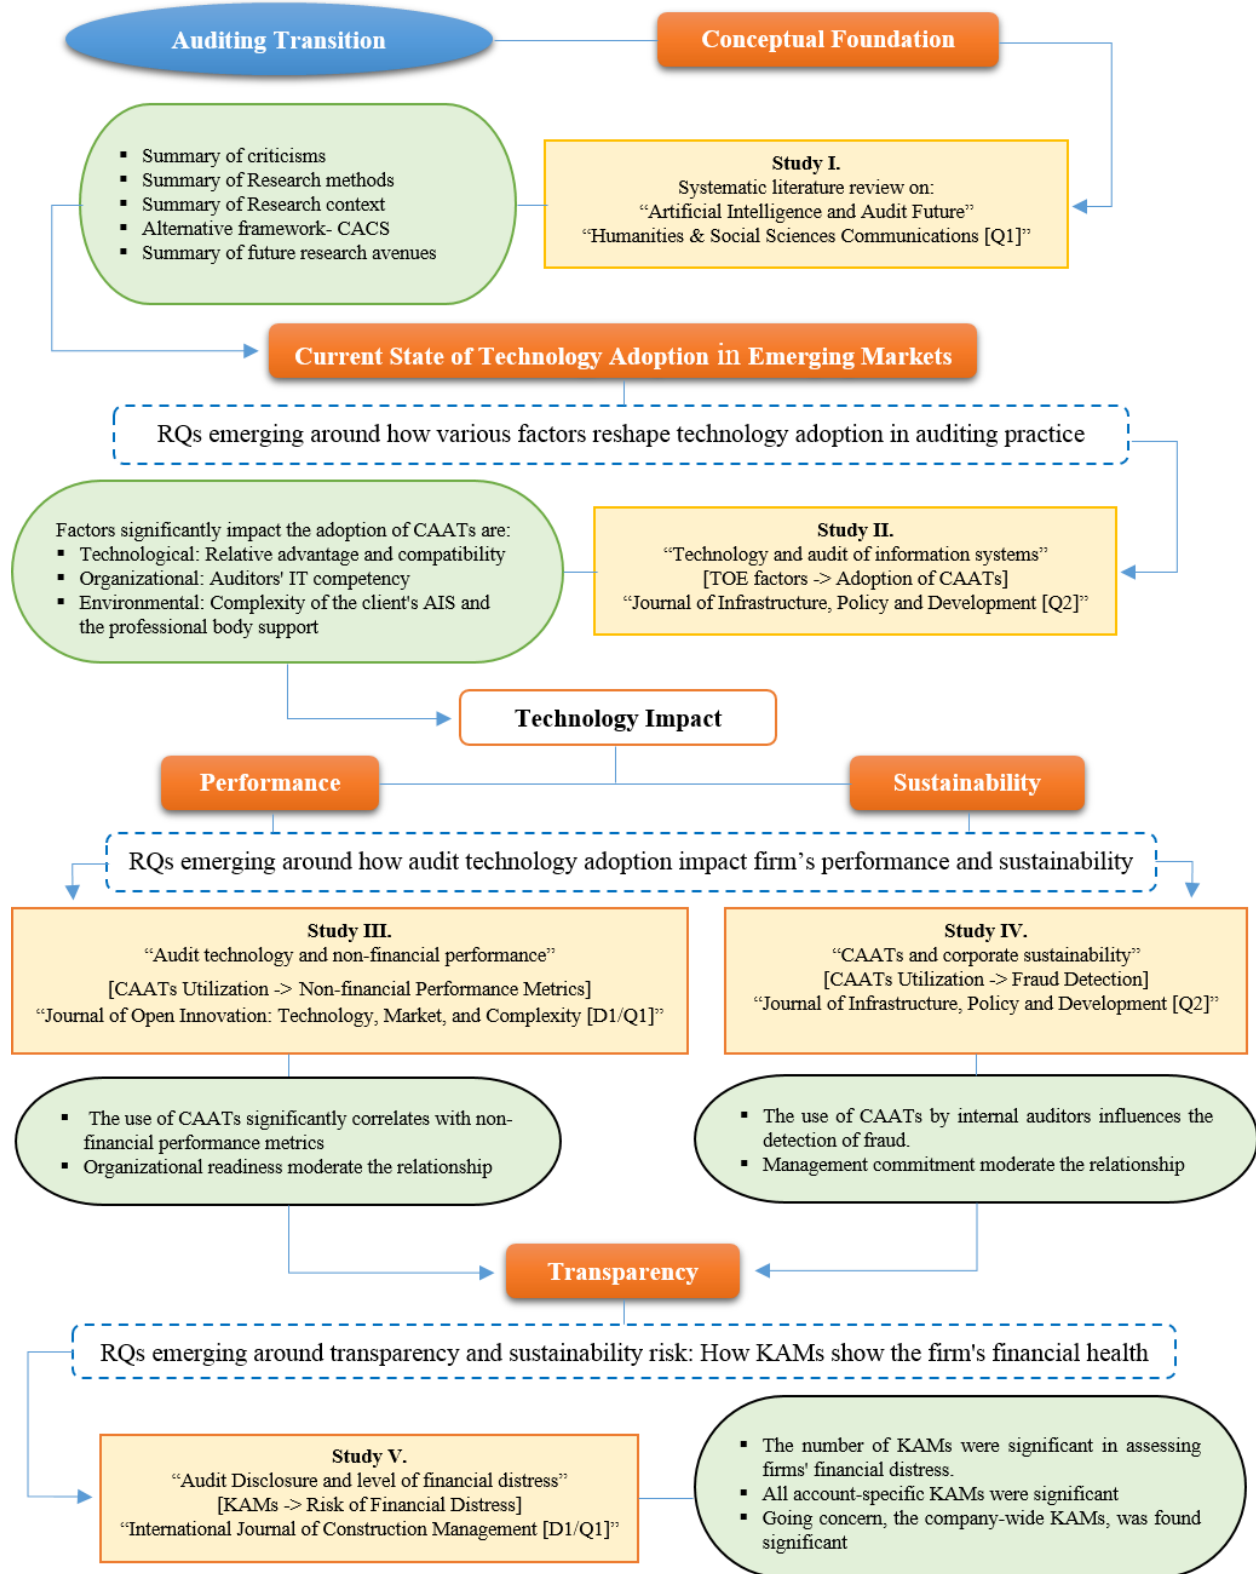 Auditing Transition
Conceptual Foundation
▪ Summary of criticisms
▪ Summary of Research methods
▪ Summary of Research context
▪ Alternative framework- CACS
▪ Summary of future research avenues
Study I.
Systematic literature review on:
“Artificial Intelligence and Audit Future”
“Humanities & Social Sciences Communications [Q1]”
Current State of Technology Adoption in Emerging Markets
RQs emerging around how various factors reshape technology adoption in auditing practice
Factors significantly impact the adoption of CAATs are:
▪ Technological: Relative advantage and compatibility
▪ Organizational: Auditors' IT competency
▪ Environmental: Complexity of the client's AIS and
the professional body support
Study II.
“Technology and audit of information systems”
[TOE factors -> Adoption of CAATs]
“Journal of Infrastructure, Policy and Development [Q2]”
Technology Impact
Performance
Sustainability
RQs emerging around how audit technology adoption impact firm’s performance and sustainability
Study III.
“Audit technology and non-financial performance”
[CAATs Utilization -> Non-financial Performance Metrics]
“Journal of Open Innovation: Technology, Market, and Complexity [D1/Q1]”
Study IV.
“CAATs and corporate sustainability”
[CAATs Utilization -> Fraud Detection]
“Journal of Infrastructure, Policy and Development [Q2]”
▪ The use of CAATs significantly correlates with non-
financial performance metrics
▪ Organizational readiness moderate the relationship
▪ The use of CAATs by internal auditors influences the
detection of fraud.
▪ Management commitment moderate the relationship
Transparency
RQs emerging around transparency and sustainability risk: How KAMs show the firm's financial health
Study V.
“Audit Disclosure and level of financial distress”
[KAMs -> Risk of Financial Distress]
“International Journal of Construction Management [D1/Q1]”
▪ The number of KAMs were significant in assessing
firms' financial distress.
▪ All account-specific KAMs were significant
▪ Going concern, the company-wide KAMs, was found
significant